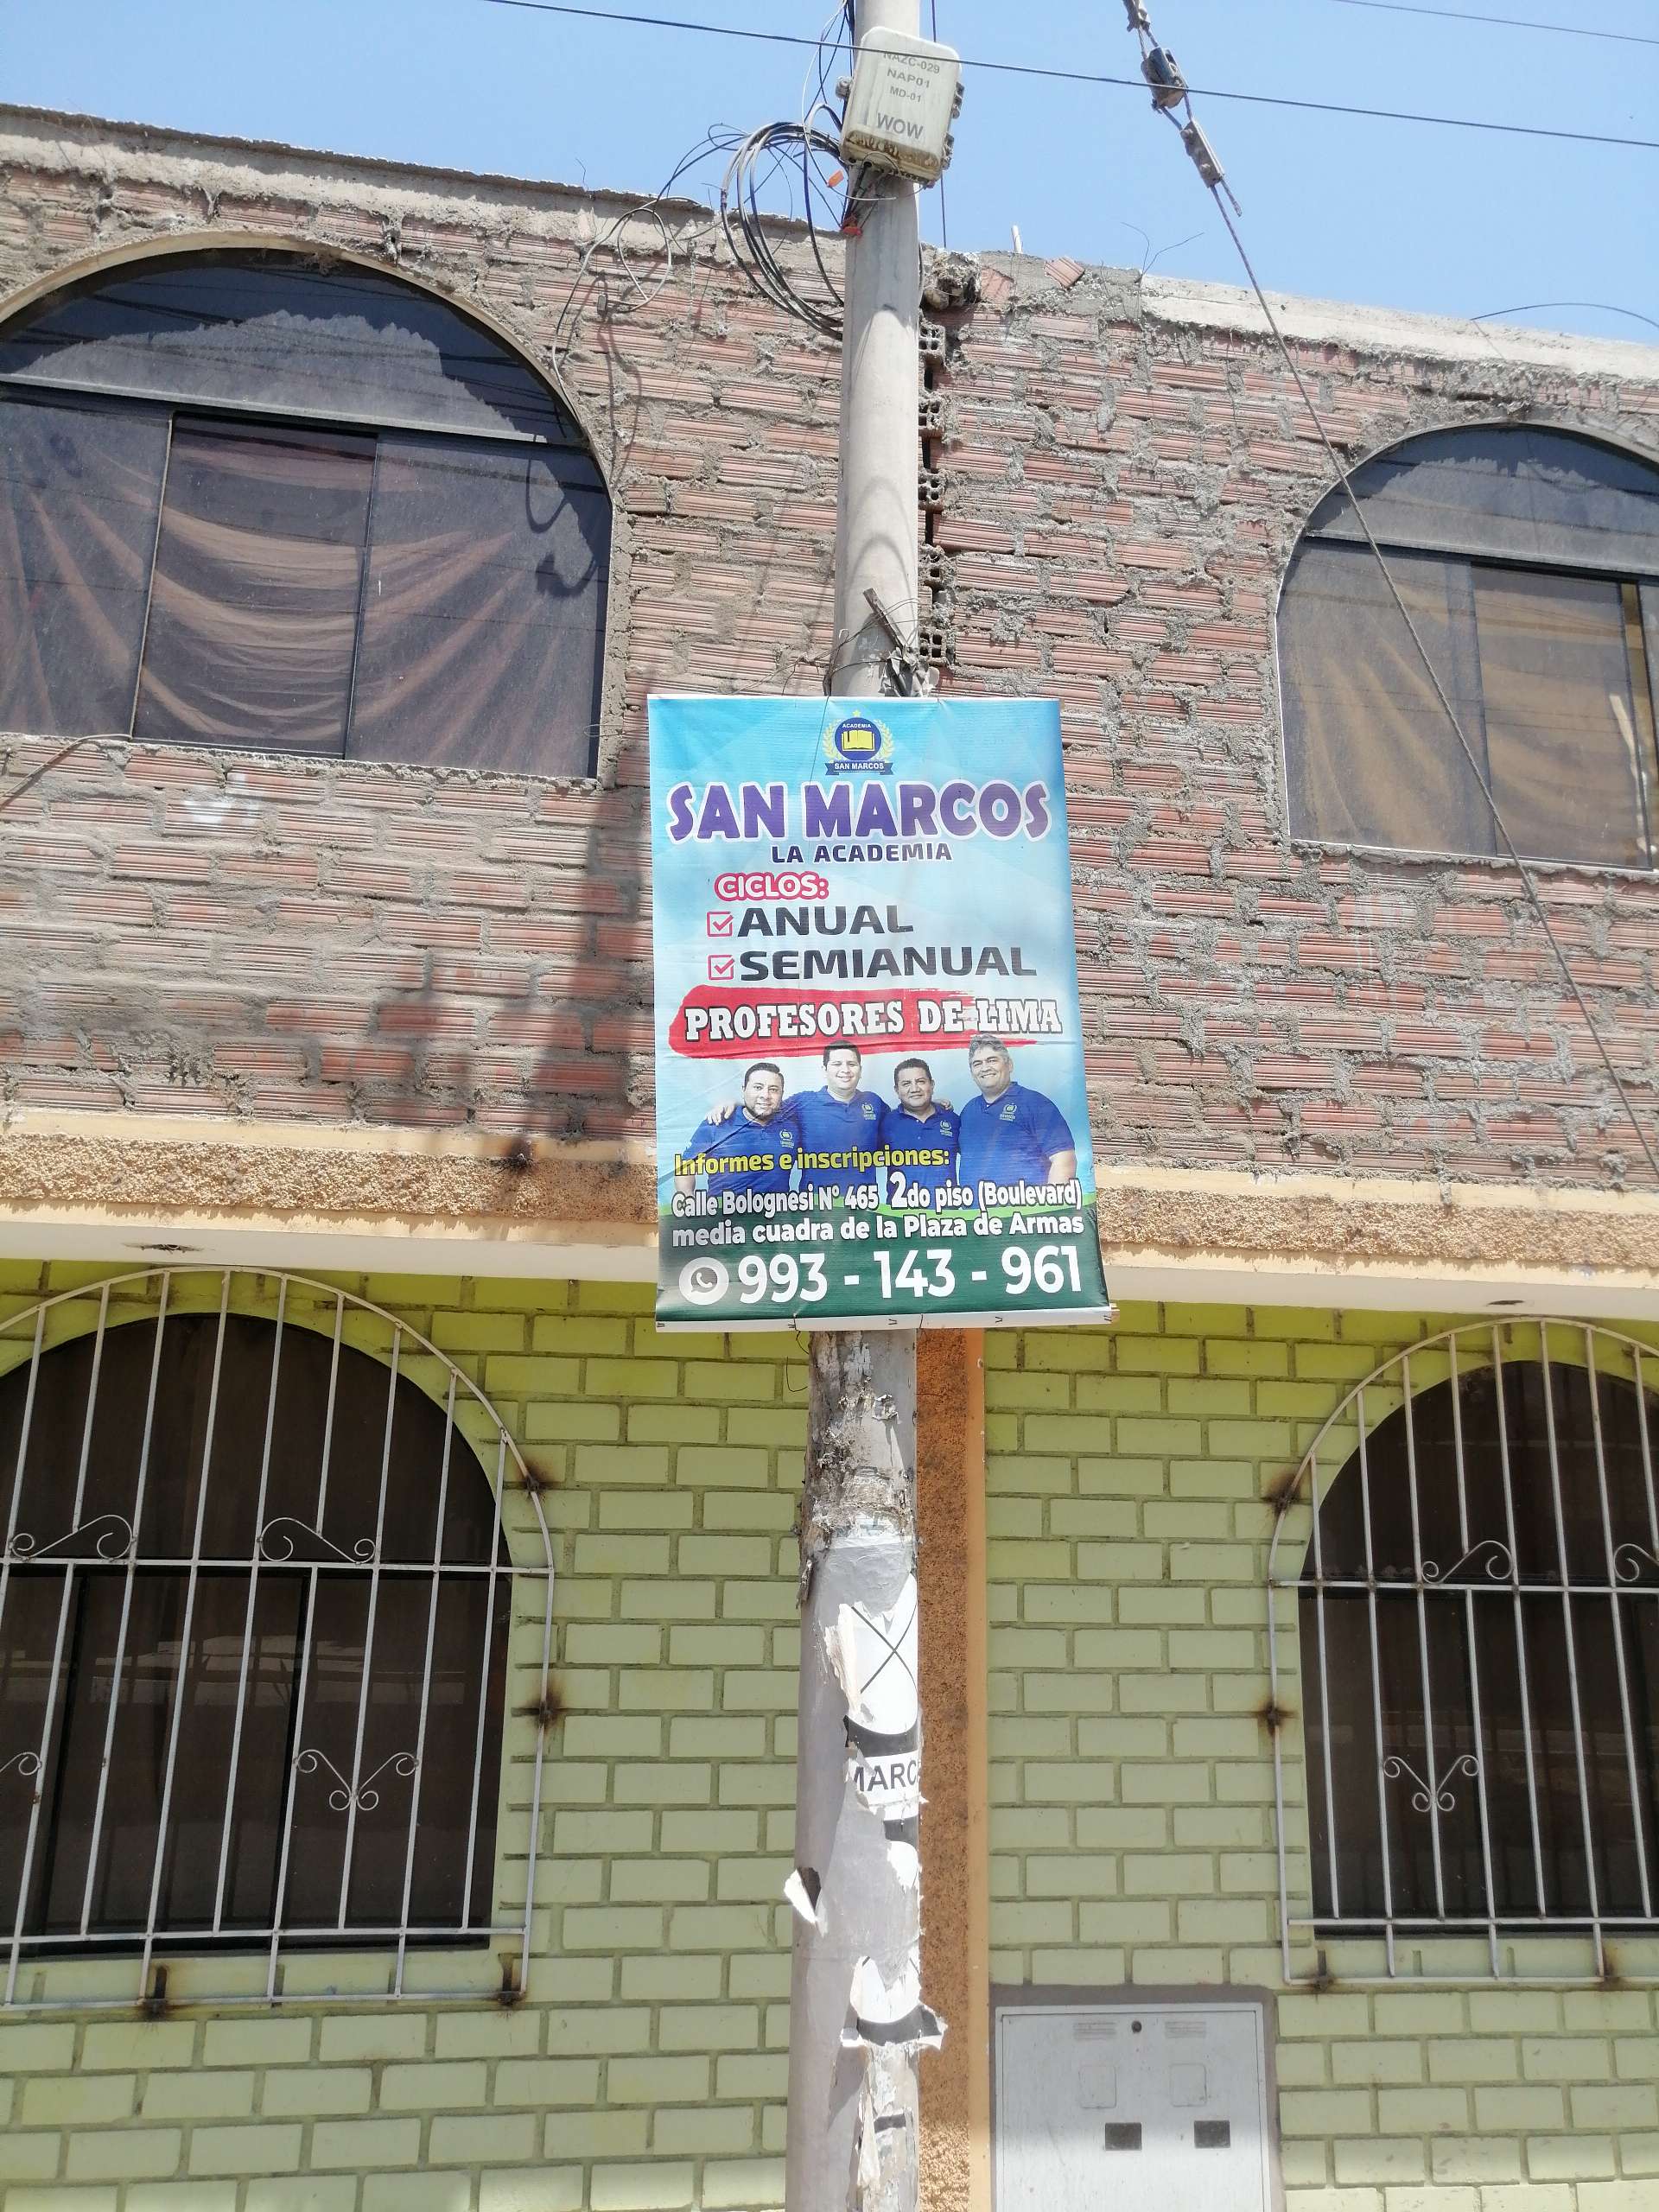 NAZC-029
NAP01
MD-01
WOW
ACADEMIA
SAN MARCOS
SAN MARCOS
LA ACADEMIA
CICLOS:
ANUAL
SEMIANUAL
PROFESORES DE LIMA
Informes e inscripciones:
Calle Bolognesi N° 465 2do piso (Boulevard)
media cuadra de la Plaza de Armas
993 - 143 - 961
MARC